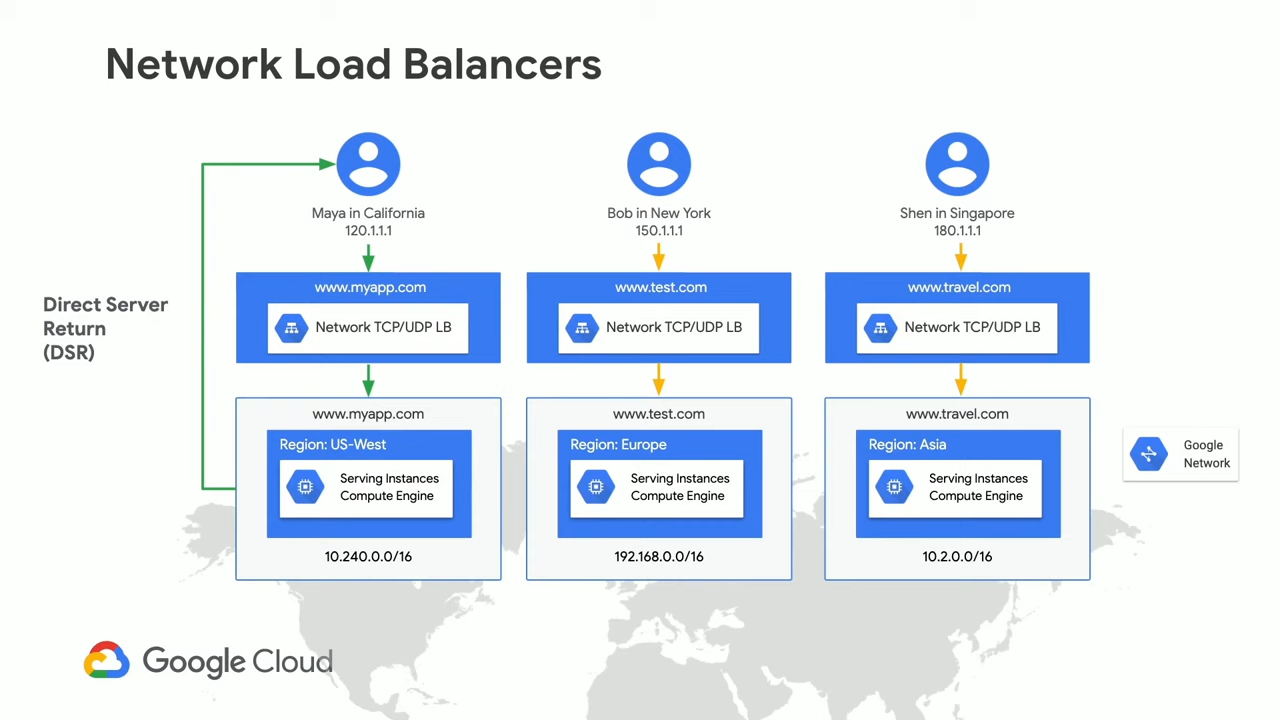 Network Load Balancers
Maya in California
120.1.1.1
Bob in New York
150.1.1.1
Shen in Singapore
180.1.1.1
Direct Server
Return
(DSR)
www.myapp.com
Network TCP/UDP LB
www.test.com
Network TCP/UDP LB
www.travel.com
Network TCP/UDP LB
www.myapp.com
Region: US-West
Serving Instances
Compute Engine
10.240.0.0/16
www.test.com
Region: Europe
Serving Instances
Compute Engine
192.168.0.0/16
www.travel.com
Region: Asia
Serving Instances
Compute Engine
10.2.0.0/16
Google
Network
Google Cloud